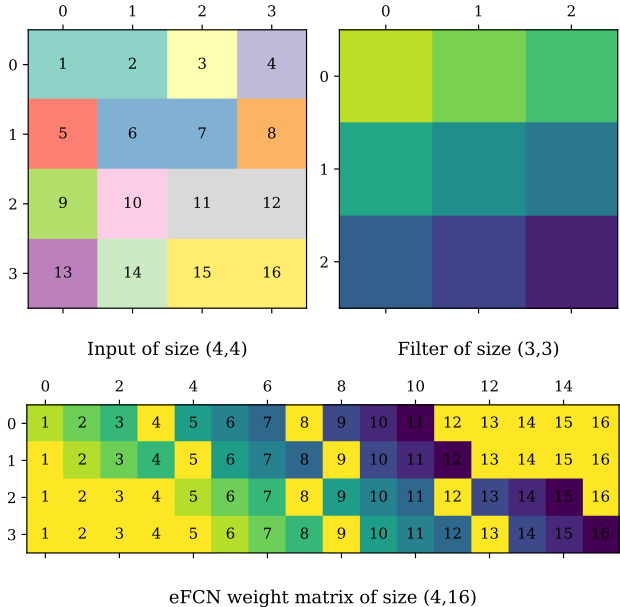 0 1 2 3
0 1 2
0 1 2 3 4
0
1 5 6 7 8
1
2 9 10 11 12
2
3 13 14 15 16
Input of size (4,4) Filter of size (3,3)
0 2 4 6 8 10 12 14
0 1 2 3 4 5 6 7 8 9 10 11 12 13 14 15 16
1 1 2 3 4 5 6 7 8 9 10 11 12 13 14 15 16
2 1 2 3 4 5 6 7 8 9 10 11 12 13 14 15 16
3 1 2 3 4 5 6 7 8 9 10 11 12 13 14 15 16
eFCN weight matrix of size (4,16)